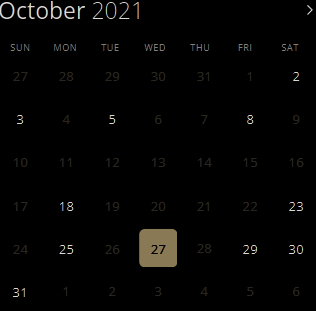 October 2021
SUN MON TUE WED THU FRI SAT
27 28 29 30 31 1 2
3 4 5 6 7 8 9
10 11 12 13 14 15 16
17 18 19 20 21 22 23
24 25 26 27 28 29 30
31 1 2 3 4 5 6